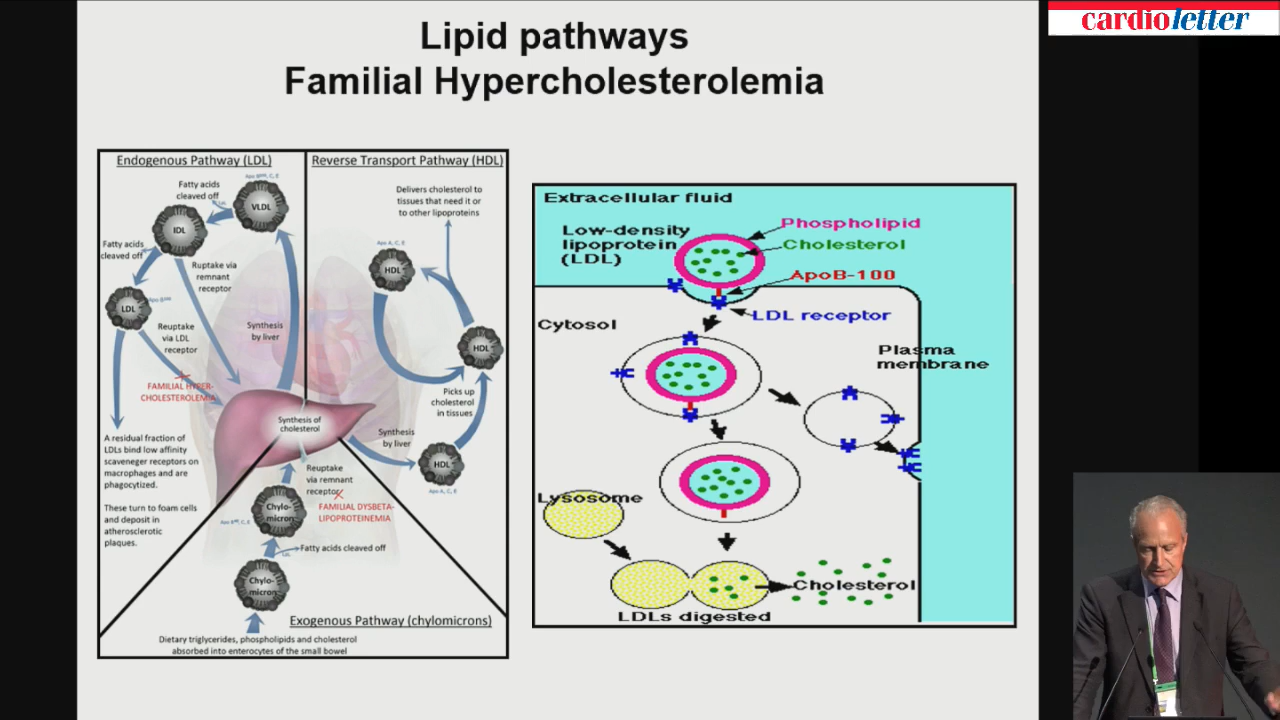 cardioletter
Lipid pathways
Familial Hypercholesterolemia
Endogenous Pathway (LDL)
Fatty acids
cleaved off
VLDL
IDL
Fatty acids
cleaved off
Ruptake via
remnant
receptor
LDL
Reuptake
via LDL
receptor
Synthesis
by liver
FAMILIAL HYPER-
CHOLESTEROLEMIA
A residual fraction of
LDLs bind low affinity
scaveneger receptors on
macrophages and are
phagocytized.
These turn to foam cells
and deposit in
atherosclerotic
plaques.
Reverse Transport Pathway (HDL)
Delivers cholesterol to
tissues that need it or
to other lipoproteins
Apo A, C, E
HDL
HDL
Picks up
cholesterol
in tissues
Synthesis
by liver
HDL
Apo A, C, E
Synthesis of
cholesterol
Reuptake
via remnant
receptor
FAMILIAL DYSBETA-
LIPOPROTEINEMIA
Chylo-
micron
Fatty acids cleaved off
Chylo-
micron
Exogenous Pathway (chylomicrons)
Dietary triglycerides, phospholipids and cholesterol
absorbed into enterocytes of the small bowel
Extracellular fluid
Low-density
lipoprotein
(LDL)
Phospholipid
Cholesterol
ApoB-100
LDL receptor
Cytosol
Plasma
membrane
Lysosome
Cholesterol
LDLs digested